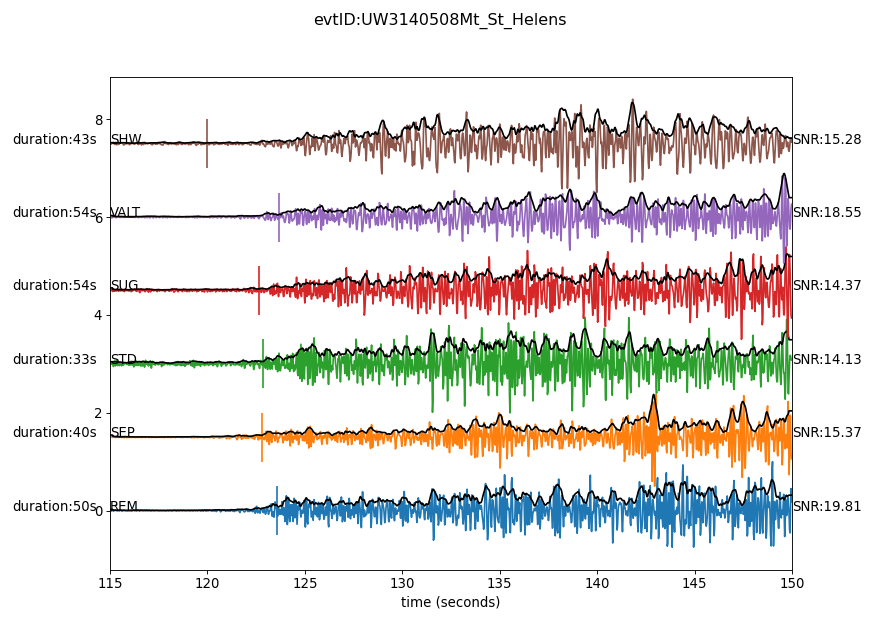 evtID:UW3140508Mt_St_Helens
8
duration:43s SHW SNR:15.28
duration:54s VALT SNR:18.55
6
duration:54s SUG SNR:14.37
4
duration:33s STD SNR:14.13
2
duration:40s SEP SNR:15.37
duration:50s REM SNR:19.81
0
115 120 125 130 135 140 145 150
time (seconds)